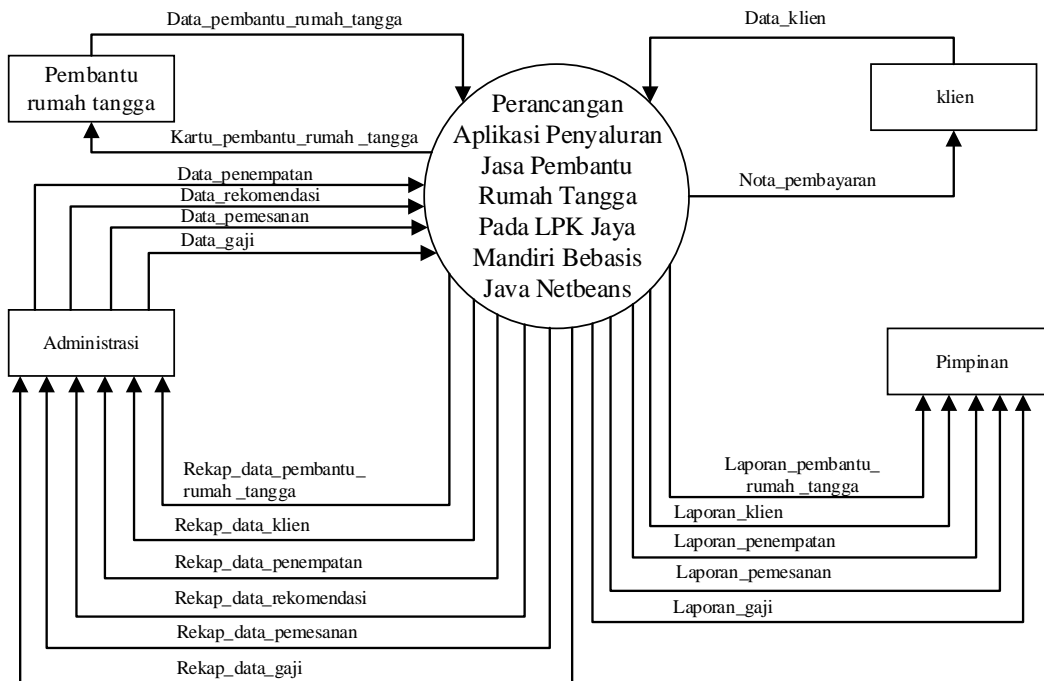 Data_pembantu_rumah_tangga
Data_klien
Pembantu
rumah tangga
klien
Perancangan
Aplikasi Penyaluran
Jasa Pembantu
Rumah Tangga
Pada LPK Jaya
Mandiri Bebasis
Java Netbeans
Kartu_pembantu_rumah _tangga
Nota_pembayaran
Data_penempatan
Data_rekomendasi
Data_pemesanan
Data_gaji
Administrasi
Pimpinan
Rekap_data_pembantu_
rumah _tangga
Rekap_data_klien
Rekap_data_penempatan
Rekap_data_rekomendasi
Rekap_data_pemesanan
Rekap_data_gaji
Laporan_pembantu_
rumah _tangga
Laporan_klien
Laporan_penempatan
Laporan_pemesanan
Laporan_gaji